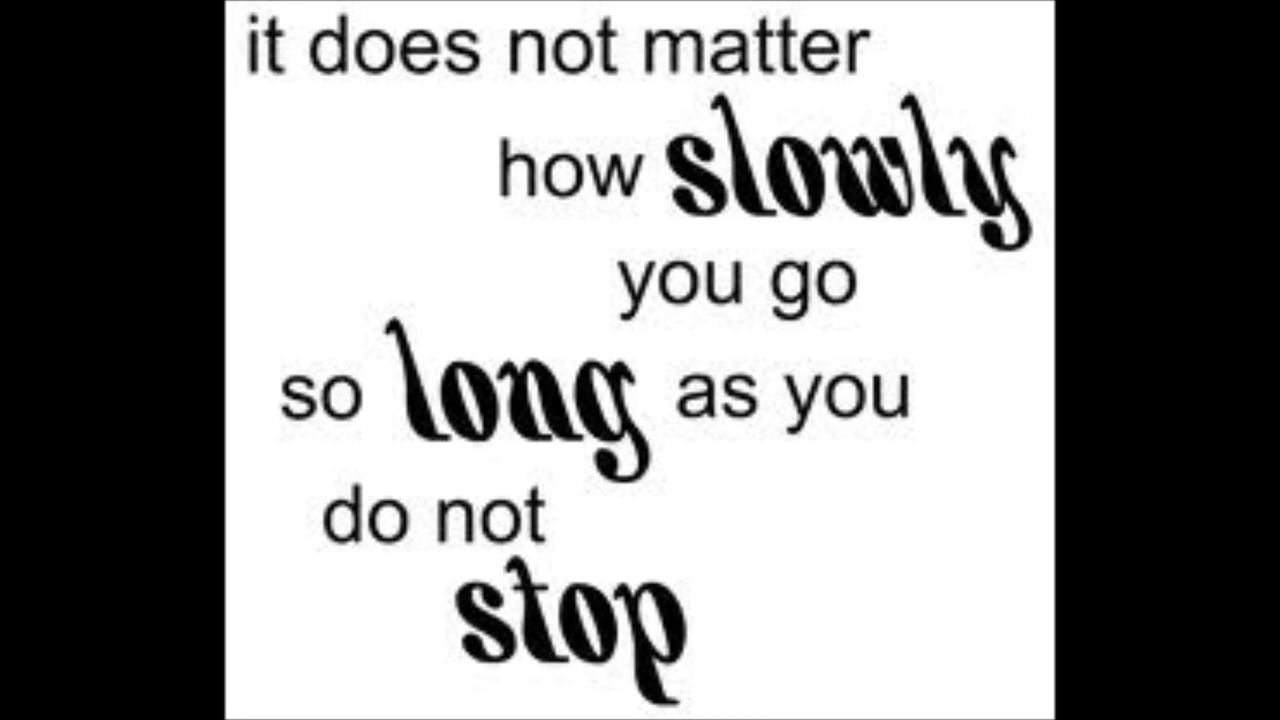 it does not matter
how slowly
you go
so long as you
do not
stop